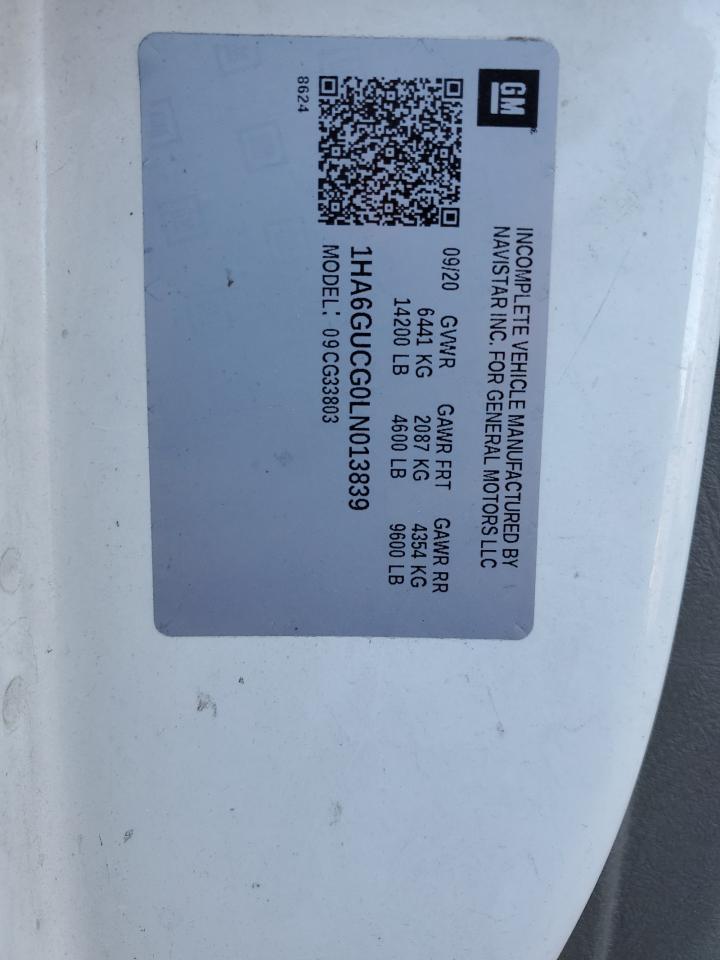 GM
INCOMPLETE VEHICLE MANUFACTURED BY
NAVISTAR INC. FOR GENERAL MOTORS LLC
09/20 GVWR GAWR FRT GAWR RR
6441 KG 2087 KG 4354 KG
14200 LB 4600 LB 9600 LB
1HA6GUCG0LN013839
MODEL: 09CG33803
8624